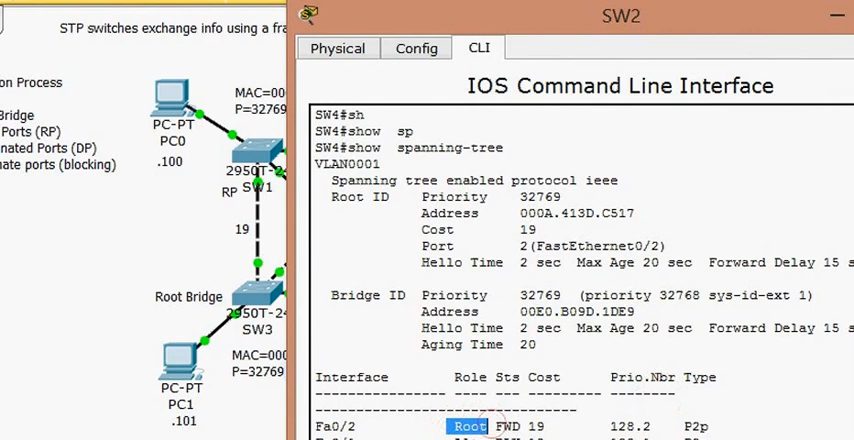 STP switches exchange info using a fra
on Process
Bridge
Ports (RP)
nated Ports (DP)
nate ports (blocking)
PC-PT
PC0
.100
MAC=000
P=32769
2950T-2
SW1
RP
19
Root Bridge
2950T-24
SW3
MAC=00
P=32769
PC-PT
PC1
.101
SW2
Physical Config CLI
IOS Command Line Interface
SW4#sh
SW4#show sp
SW4#show spanning-tree
VLAN0001
Spanning tree enabled protocol ieee
Root ID Priority 32769
Address 000A.413D.C517
Cost 19
Port 2(FastEthernet0/2)
Hello Time 2 sec Max Age 20 sec Forward Delay 15 s
Bridge ID Priority 32769 (priority 32768 sys-id-ext 1)
Address 00E0.B09D.1DE9
Hello Time 2 sec Max Age 20 sec Forward Delay 15 s
Aging Time 20
Interface Role Sts Cost Prio.Nbr Type
Fa0/2 Root FWD 19 128.2 P2p